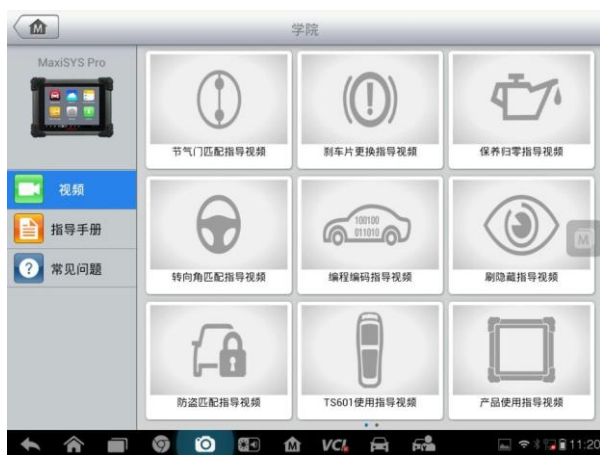 学院
MaxiSYS Pro
视频
指导手册
常见问题
节气门匹配指导视频
刹车片更换指导视频
保养归零指导视频
转向角匹配指导视频
100100
011010
编程编码指导视频
刷隐藏指导视频
防盗匹配指导视频
TS601使用指导视频
产品使用指导视频
M
M
VCI
11:20